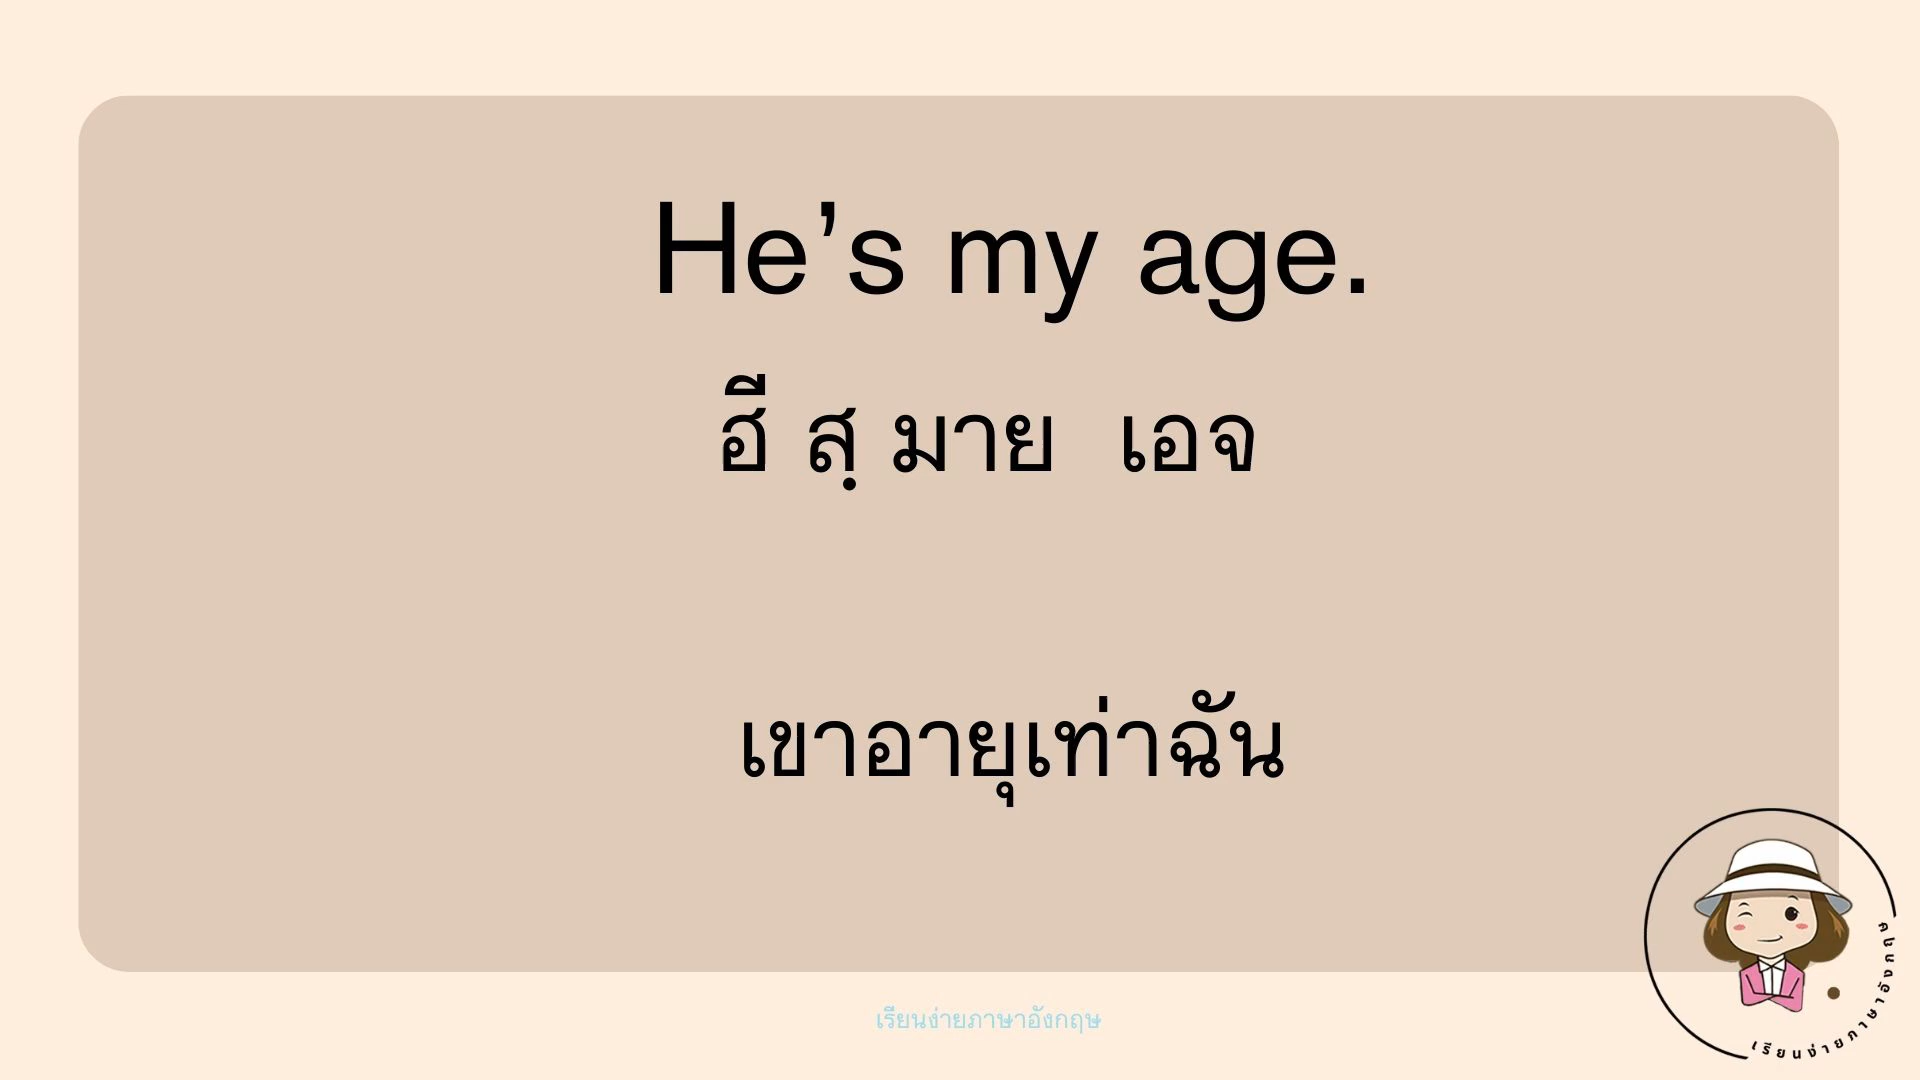 He’s my age.
ฮี สฺ มาย เอจ
เขาอายุเท่าฉัน
เรียนง่ายภาษาอังกฤษ
เรียนง่ายภาษาอังกฤษ